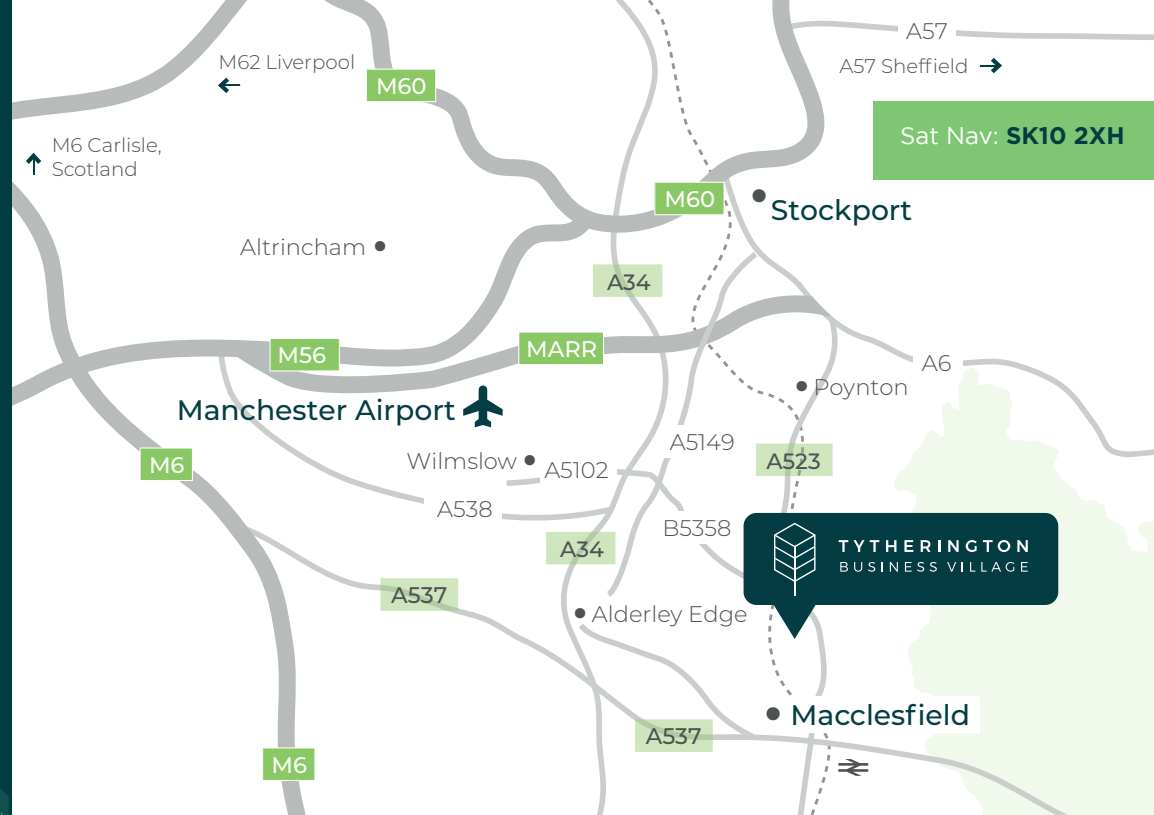 A57
M62 Liverpool
A57 Sheffield
M60
Sat Nav: SK10 2XH
M6 Carlisle,
Scotland
M60
Stockport
Altrincham
A34
MARR
M56
A6
Poynton
Manchester Airport
A5149
Wilmslow
A5102
A523
M6
A538
B5358
TYTHERINGTON
BUSINESS VILLAGE
A34
A537
Alderley Edge
Macclesfield
A537
M6